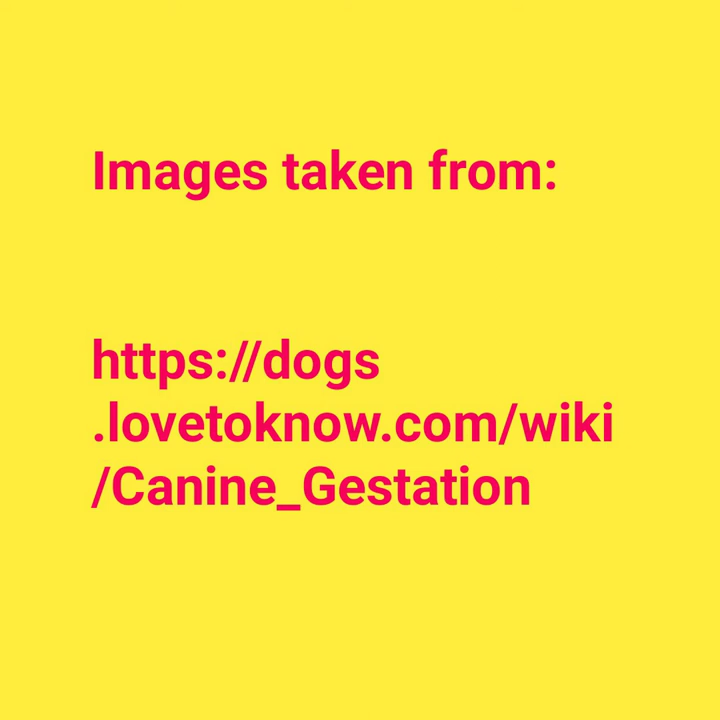 Images taken from:
https://dogs
.lovetoknow.com/wiki
/Canine_Gestation